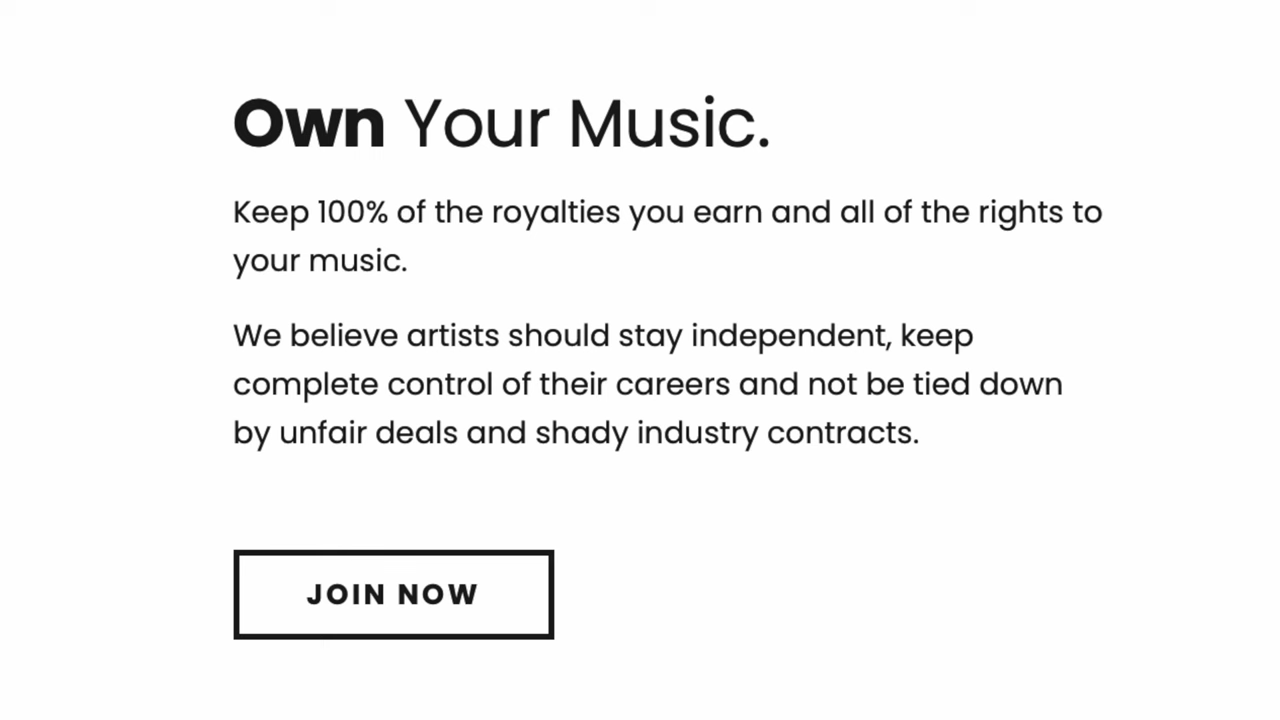 Own Your Music.
Keep 100% of the royalties you earn and all of the rights to
your music.
We believe artists should stay independent, keep
complete control of their careers and not be tied down
by unfair deals and shady industry contracts.
JOIN NOW